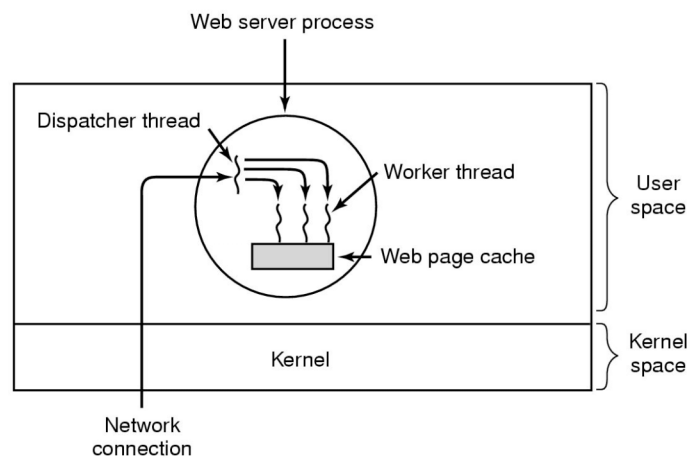 Web server process
Dispatcher thread
Worker thread
User
space
Web page cache
Kernel
Kernel
space
Network
connection